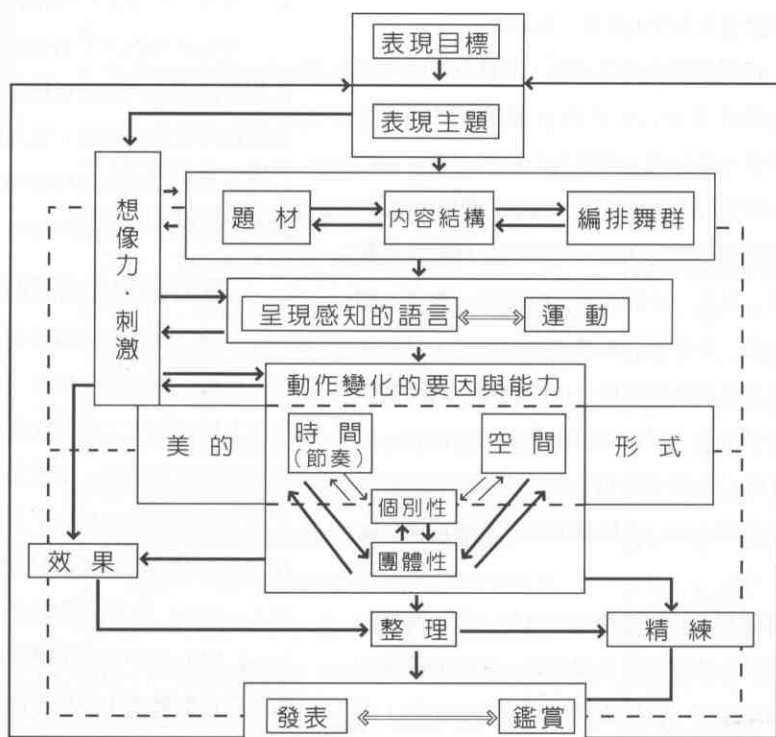 表現目標
表現主題
想像力·刺激
題材
內容結構
編排舞群
呈現感知的語言
運動
動作變化的要因與能力
美的
時間
(節奏)
空間
形式
個別性
團體性
效果
整理
精練
發表
鑑賞